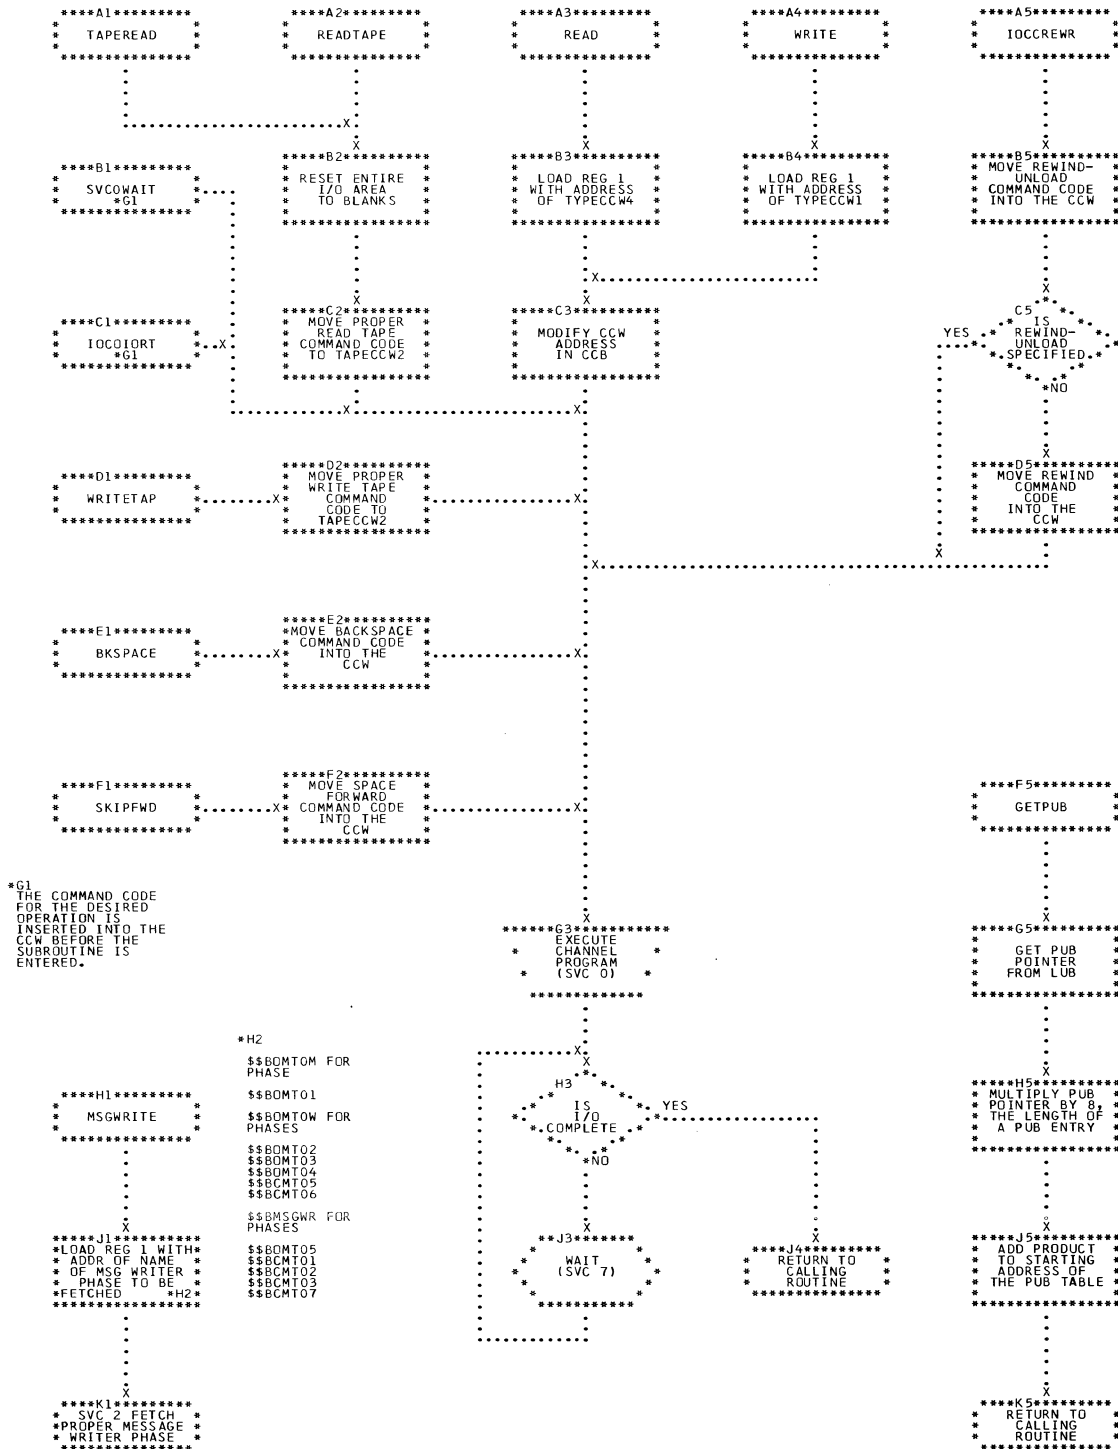 A1
TAPEREAD
A2
READTAPE
A3
READ
A4
WRITE
A5
IOCCREWR
B1
SVCOWAIT
*G1
B2
RESET ENTIRE
I/O AREA
TO BLANKS
B3
LOAD REG 1
WITH ADDRESS
OF TYPECCW4
B4
LOAD REG 1
WITH ADDRESS
OF TYPECCW1
B5
MOVE REWIND-
UNLOAD
COMMAND CODE
INTO THE CCW
C1
IOCOIORT
*G1
C2
MOVE PROPER
READ TAPE
COMMAND CODE
TO TAPECCW2
C3
MODIFY CCW
ADDRESS
IN CCB
C5
IS
REWIND-
UNLOAD
SPECIFIED
YES
*NO
D1
WRITETAP
D2
MOVE PROPER
WRITE TAPE
COMMAND
CODE TO
TAPECCW2
D5
MOVE REWIND
COMMAND
CODE
INTO THE
CCW
E1
BKSPACE
E2
MOVE BACKSPACE
COMMAND CODE
INTO THE
CCW
F1
SKIPFWD
F2
MOVE SPACE
FORWARD
COMMAND CODE
INTO THE
CCW
F5
GETPUB
*G1
THE COMMAND CODE
FOR THE DESIRED
OPERATION IS
INSERTED INTO THE
CCW BEFORE THE
SUBROUTINE IS
ENTERED.
G3
EXECUTE
CHANNEL
PROGRAM
(SVC 0)
G5
GET PUB
POINTER
FROM LUB
H1
MSGWRITE
*H2
$$BOMTOM FOR
PHASE
$$BOMTO1
$$BOMTOW FOR
PHASES
$$BOMTO2
$$BOMTO3
$$BOMTO4
$$BCMTO5
$$BCMTO6
$$BMSGWR FOR
PHASES
$$BOMTO5
$$BCMTO1
$$BCMTO2
$$BCMTO3
$$BCMTO7
H3
IS
I/O
COMPLETE
YES
*NO
H5
MULTIPLY PUB
POINTER BY 8,
THE LENGTH OF
A PUB ENTRY
J1
LOAD REG 1 WITH
ADDR OF NAME
OF MSG WRITER
PHASE TO BE
FETCHED *H2*
J3
WAIT
(SVC 7)
J4
RETURN TO
CALLING
ROUTINE
J5
ADD PRODUCT
TO STARTING
ADDRESS OF
THE PUB TABLE
K1
SVC 2 FETCH
PROPER MESSAGE
WRITER PHASE
K5
RETURN TO
CALLING
ROUTINE